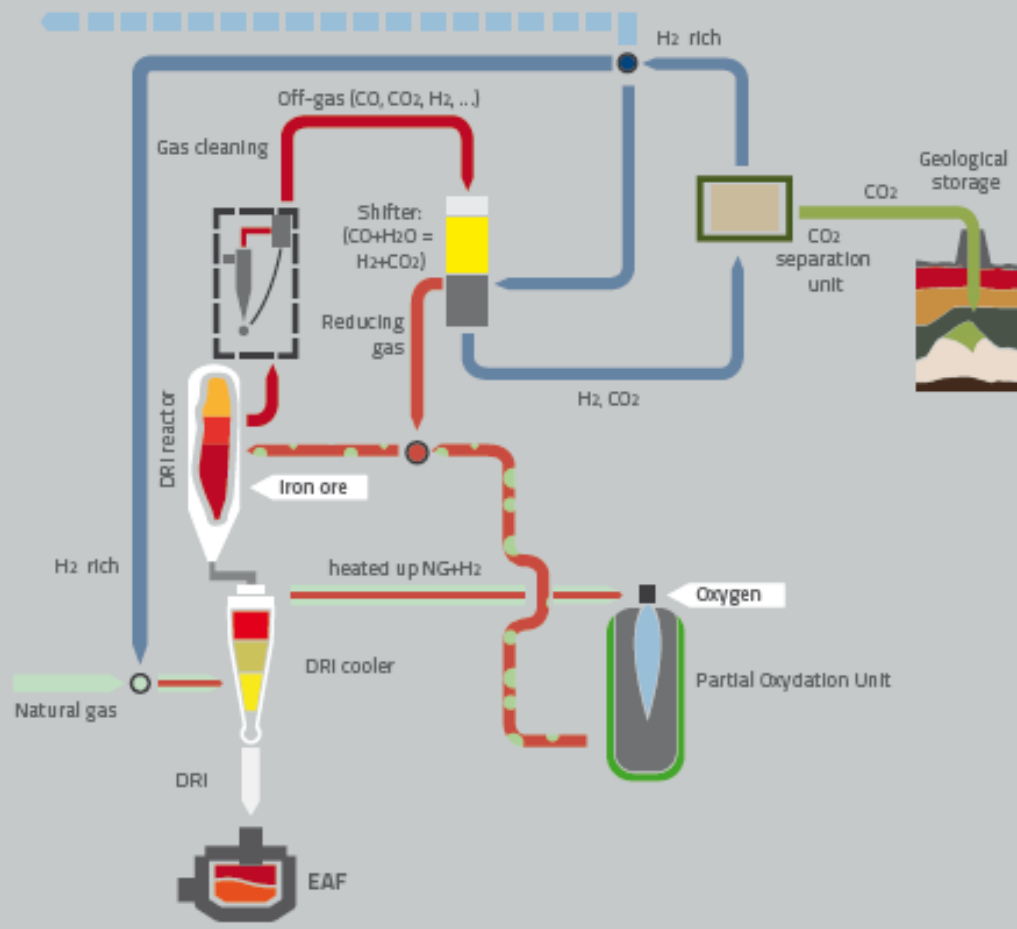 H2 rich
Off-gas (CO, CO2, H2, ...)
Gas cleaning
Geological
storage
CO2
Shifter:
(CO+H2O =
H2+CO2)
CO2
separation
unit
Reducing
gas
H2, CO2
DRI reactor
Iron ore
H2 rich
heated up NG+H2
Oxygen
DRI cooler
Partial Oxydation Unit
Natural gas
DRI
EAF